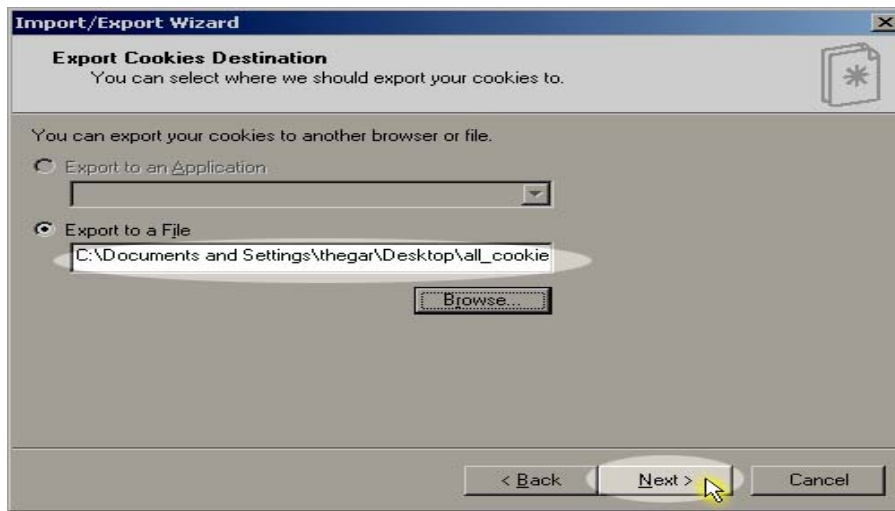 Import/Export Wizard
Export Cookies Destination
You can select where we should export your cookies to.
You can export your cookies to another browser or file.
Export to an Application
Export to a File
C:\Documents and Settings\thegar\Desktop\all_cookie
Browse...
< Back
Next >
Cancel